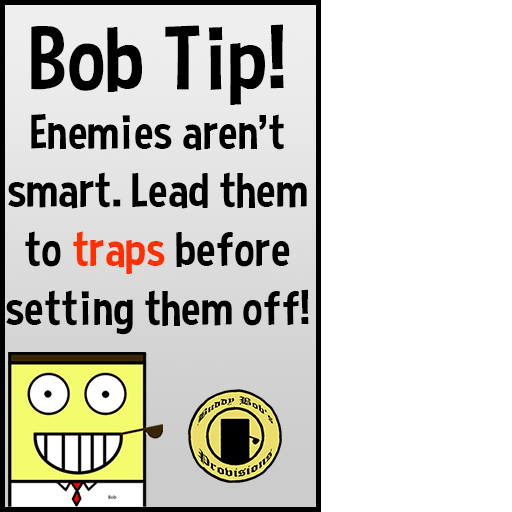 Bob Tip!
Enemies aren't
smart. Lead them
to traps before
setting them off!
Buddy Bob's
Provisions
Bob